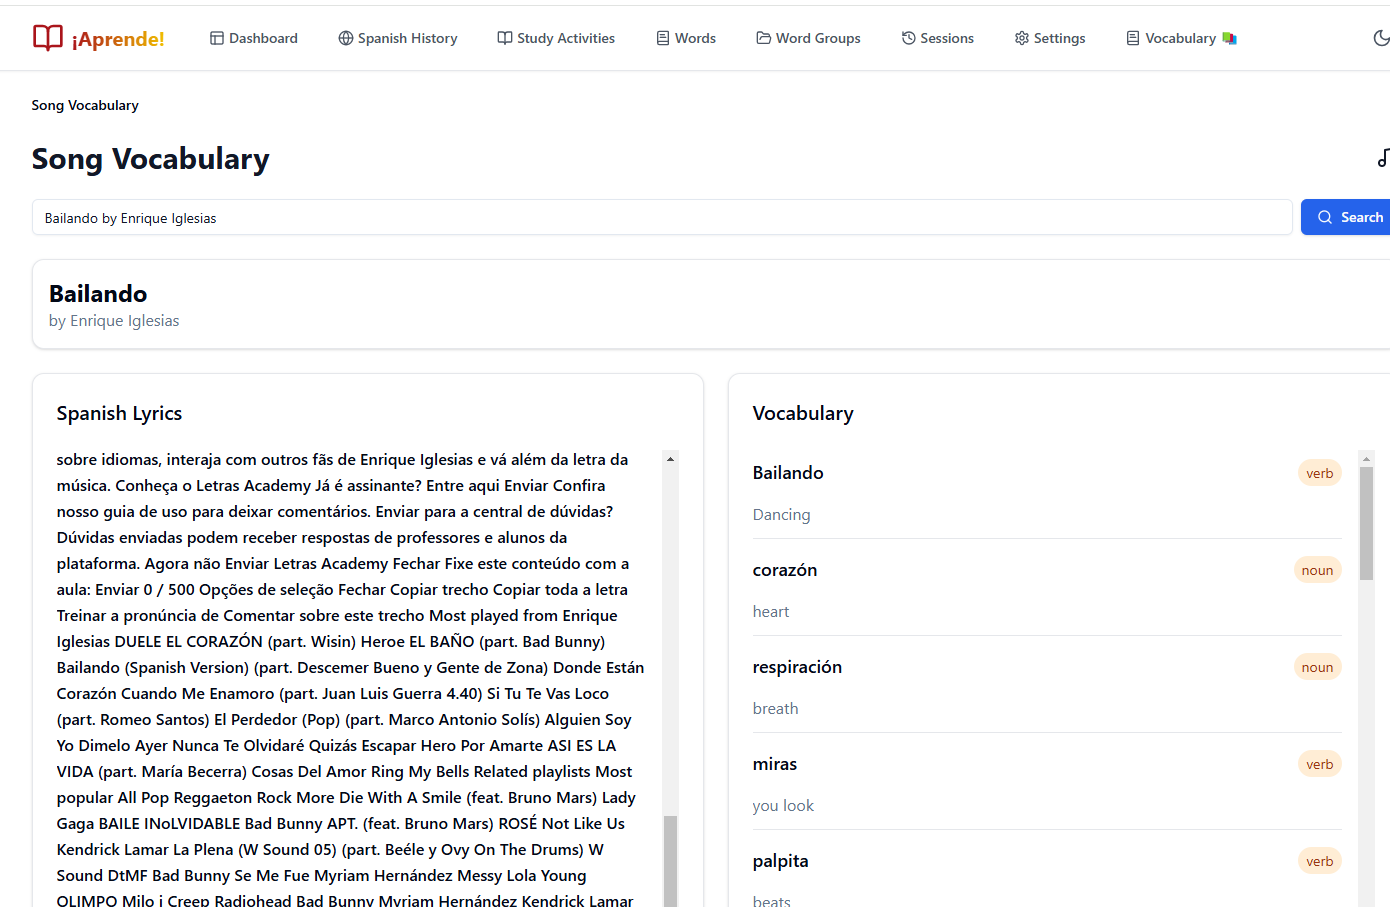 ¡Aprende!
Dashboard
Spanish History
Study Activities
Words
Word Groups
Sessions
Settings
Vocabulary
Song Vocabulary
Song Vocabulary
Bailando by Enrique Iglesias
Search
Bailando
by Enrique Iglesias
Spanish Lyrics
sobre idiomas, interaja com outros fãs de Enrique Iglesias e vá além da letra da
música. Conheça o Letras Academy Já é assinante? Entre aqui Enviar Confira
nosso guia de uso para deixar comentários. Enviar para a central de dúvidas?
Dúvidas enviadas podem receber respostas de professores e alunos da
plataforma. Agora não Enviar Letras Academy Fechar Fixe este conteúdo com a
aula: Enviar 0 / 500 Opções de seleção Fechar Copiar trecho Copiar toda a letra
Treinar a pronúncia de Comentar sobre este trecho Most played from Enrique
Iglesias DUELE EL CORAZÓN (part. Wisin) Heroe EL BAÑO (part. Bad Bunny)
Bailando (Spanish Version) (part. Descemer Bueno y Gente de Zona) Donde Están
Corazón Cuando Me Enamoro (part. Juan Luis Guerra 4.40) Si Tu Te Vas Loco
(part. Romeo Santos) El Perdedor (Pop) (part. Marco Antonio Solís) Alguien Soy
Yo Dimelo Ayer Nunca Te Olvidaré Quizás Escapar Hero Por Amarte ASI ES LA
VIDA (part. María Becerra) Cosas Del Amor Ring My Bells Related playlists Most
popular All Pop Reggaeton Rock More Die With A Smile (feat. Bruno Mars) Lady
Gaga BAILE INoLVIDABLE Bad Bunny APT. (feat. Bruno Mars) ROSÉ Not Like Us
Kendrick Lamar La Plena (W Sound 05) (part. Beéle y Ovy On The Drums) W
Sound DtMF Bad Bunny Se Me Fue Myriam Hernández Messy Lola Young
OLIMPO Milo j Creep Radiohead Bad Bunny Myriam Hernández Kendrick Lamar
Vocabulary
Bailando
verb
Dancing
corazón
noun
heart
respiración
noun
breath
miras
verb
you look
palpita
verb
beats